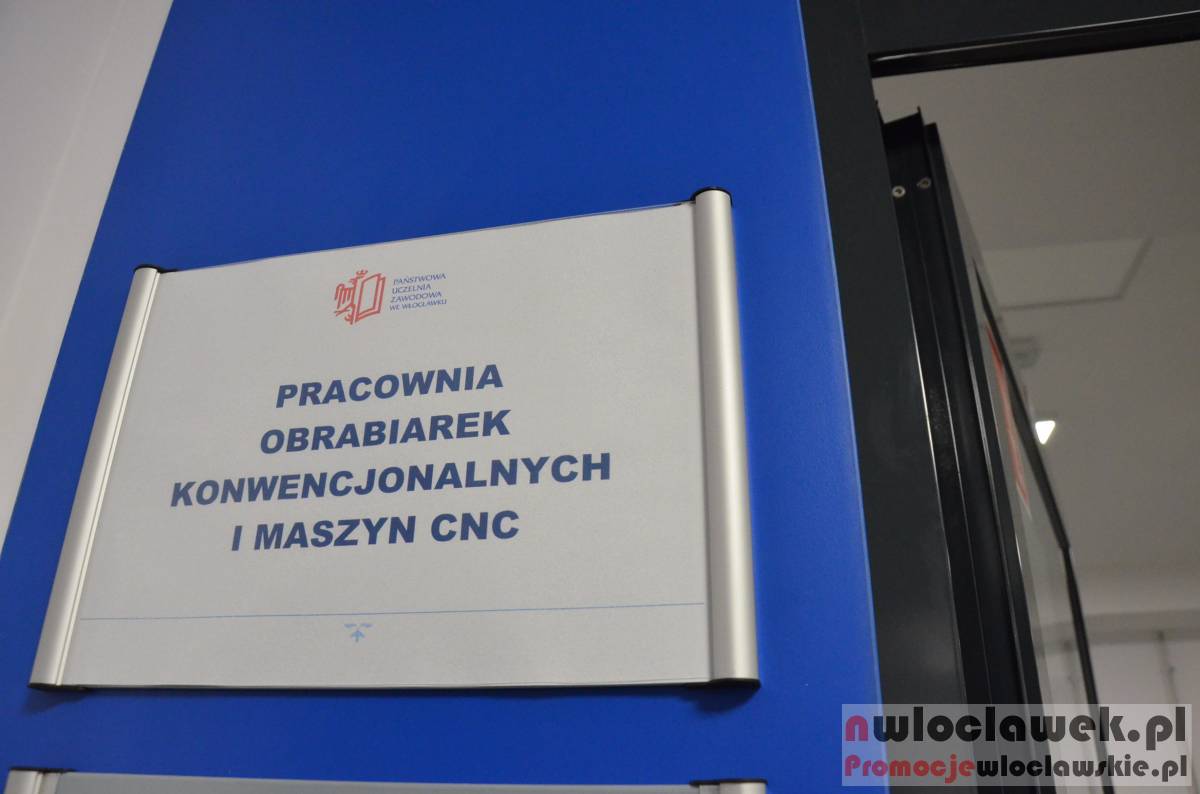 PAŃSTWOWA
UCZELNIA
ZAWODOWA
WE WŁOCŁAWKU
PRACOWNIA
OBRABIAREK
KONWENCJONALNYCH
I MASZYN CNC
nwloclawek.pl
Promocjewloclawskie.pl